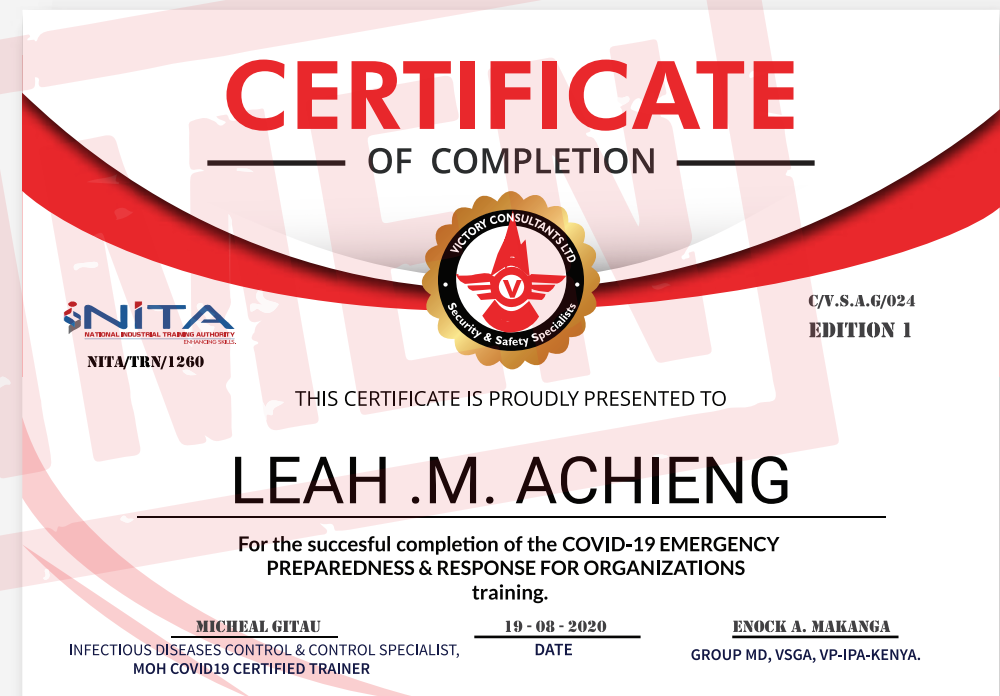 CERTIFICATE
OF COMPLETION
VICTORY CONSULTANTS LTD
V
Security & Safety Specialists
NITA
NATIONAL INDUSTRIAL TRAINING AUTHORITY
ENHANCING SKILLS.
NITA/TRN/1260
C/V.S.A.G/024
EDITION 1
THIS CERTIFICATE IS PROUDLY PRESENTED TO
LEAH .M. ACHIENG
For the succesful completion of the COVID-19 EMERGENCY
PREPAREDNESS & RESPONSE FOR ORGANIZATIONS
training.
MICHEAL GITAU
INFECTIOUS DISEASES CONTROL & CONTROL SPECIALIST,
MOH COVID19 CERTIFIED TRAINER
19 - 08 - 2020
DATE
ENOCK A. MAKANGA
GROUP MD, VSGA, VP-IPA-KENYA.